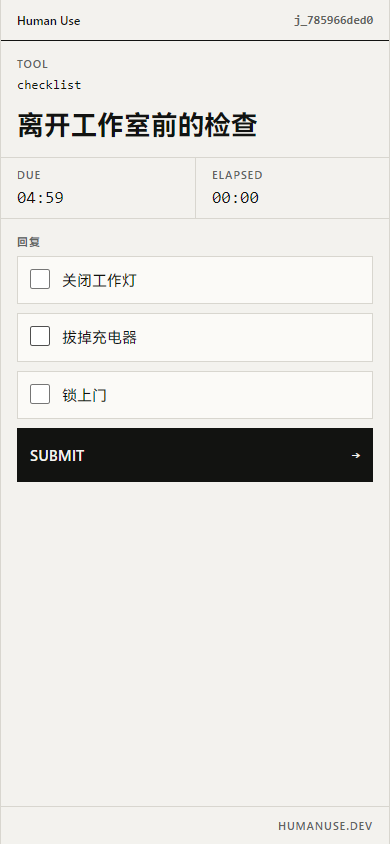 Human Use
j_785966ded0
TOOL
checklist
离开工作室前的检查
DUE
04:59
ELAPSED
00:00
回复
关闭工作灯
拔掉充电器
锁上门
SUBMIT →
HUMANUSE.DEV